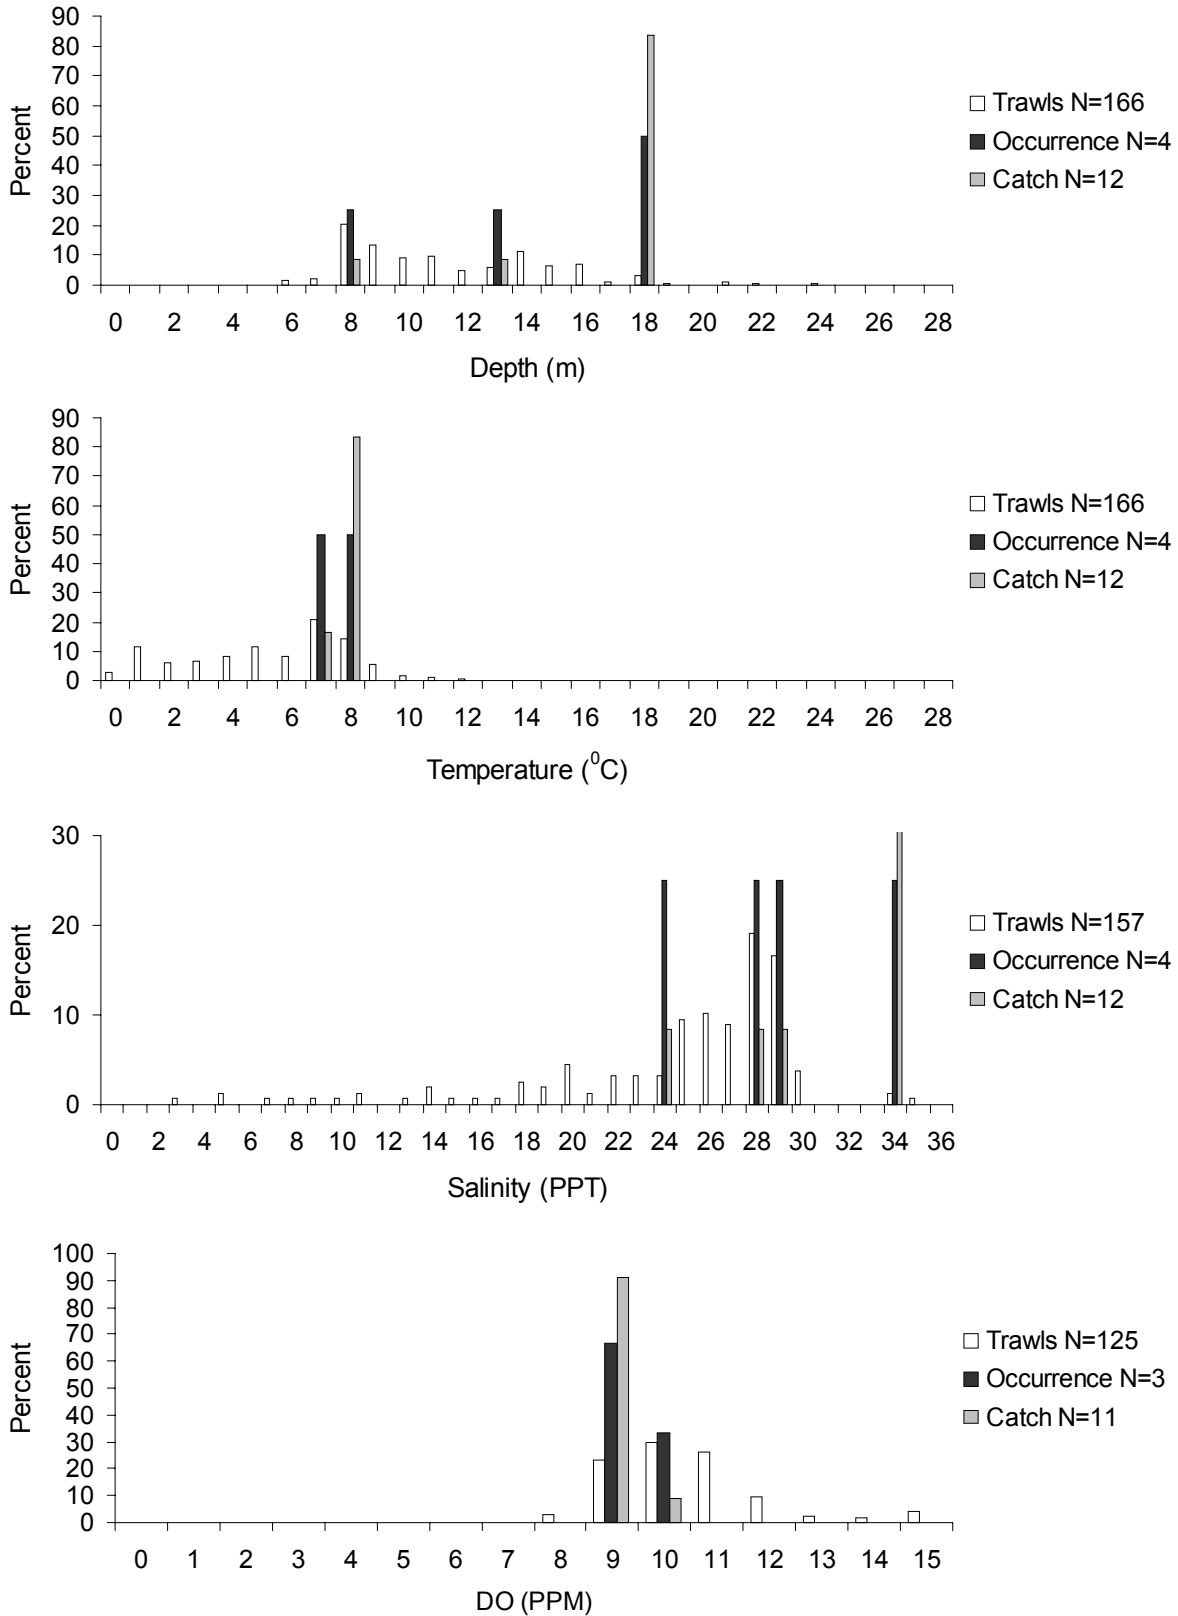 90
80
70
60
50
40
30
20
10
0
Percent
0 2 4 6 8 10 12 14 16 18 20 22 24 26 28
Depth (m)
Trawls N=166
Occurrence N=4
Catch N=12
90
80
70
60
50
40
30
20
10
0
Percent
0 2 4 6 8 10 12 14 16 18 20 22 24 26 28
Temperature (⁰C)
Trawls N=166
Occurrence N=4
Catch N=12
30
20
10
0
Percent
0 2 4 6 8 10 12 14 16 18 20 22 24 26 28 30 32 34 36
Salinity (PPT)
Trawls N=157
Occurrence N=4
Catch N=12
100
90
80
70
60
50
40
30
20
10
0
Percent
0 1 2 3 4 5 6 7 8 9 10 11 12 13 14 15
DO (PPM)
Trawls N=125
Occurrence N=3
Catch N=11